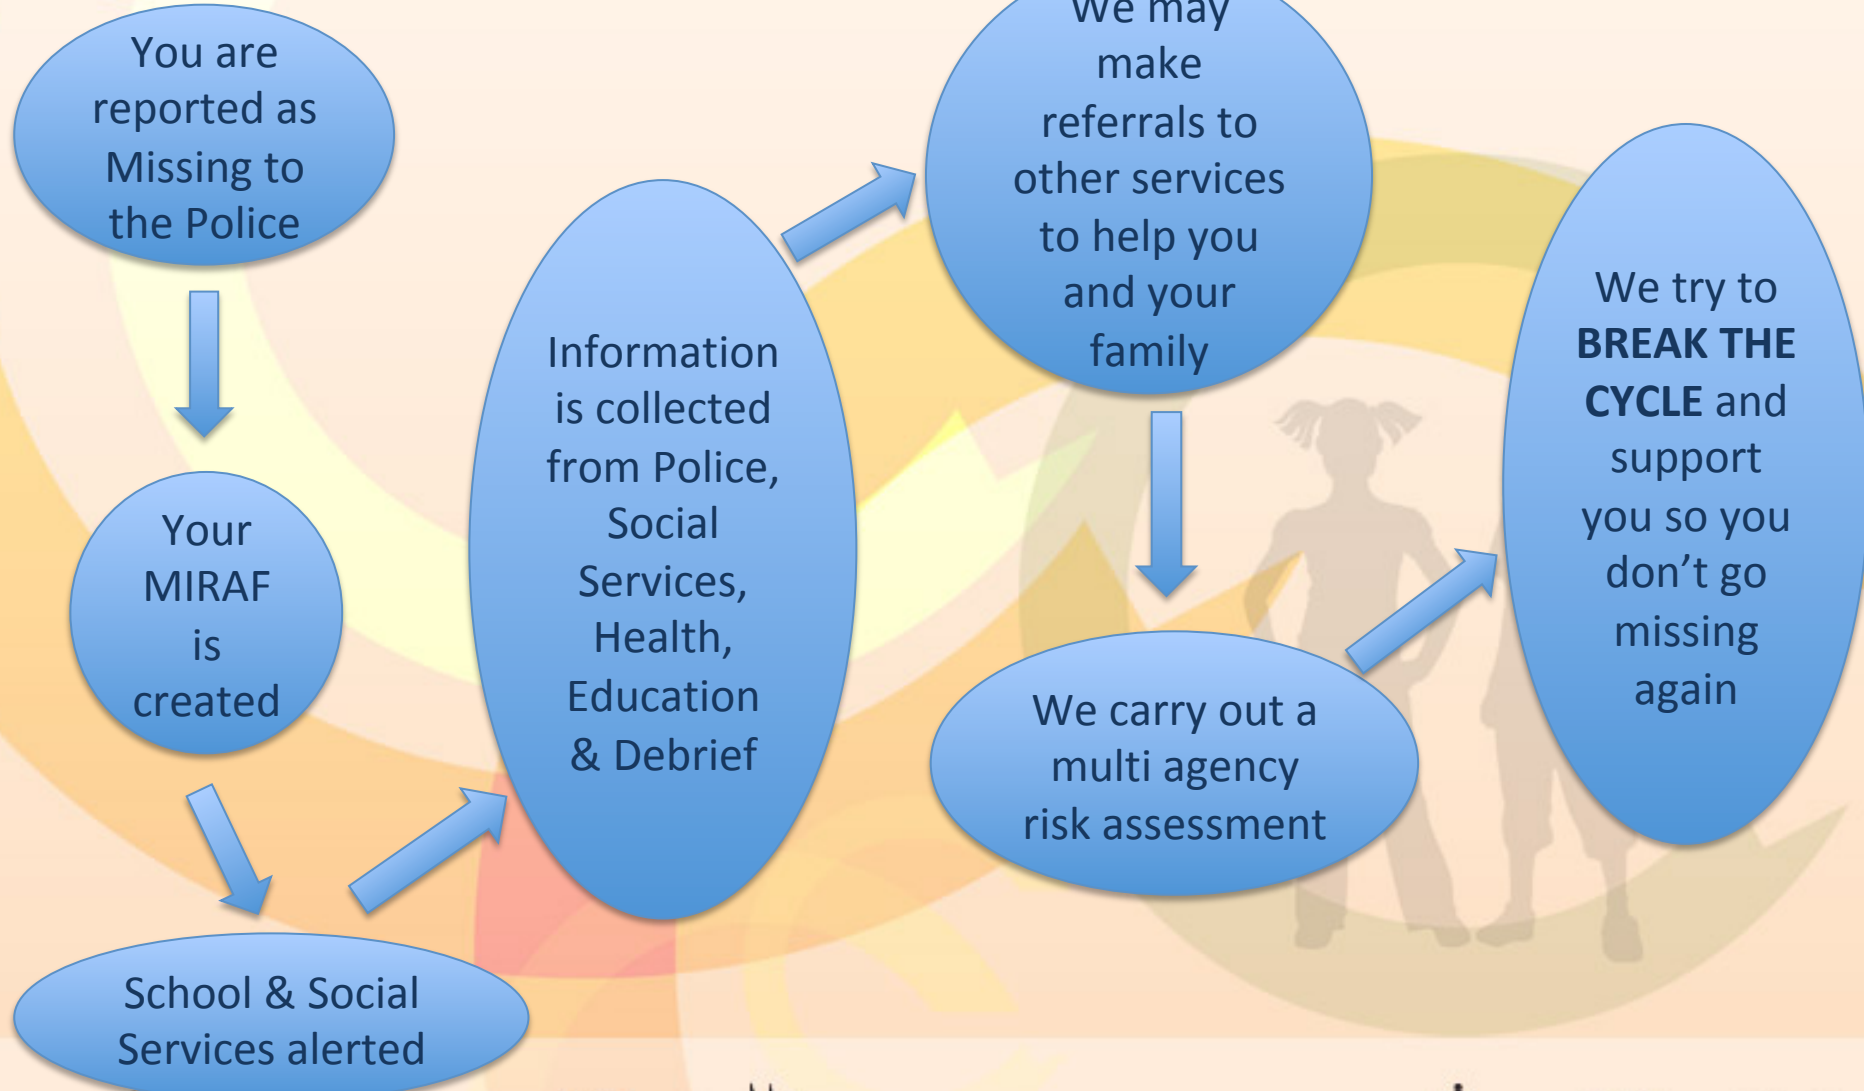 You are
reported as
Missing to
the Police
Your
MIRAF
is
created
School & Social
Services alerted
Information
is collected
from Police,
Social
Services,
Health,
Education
& Debrief
We may
make
referrals to
other services
to help you
and your
family
We carry out a
multi agency
risk assessment
We try to
BREAK THE
CYCLE and
support
you so you
don't go
missing
again